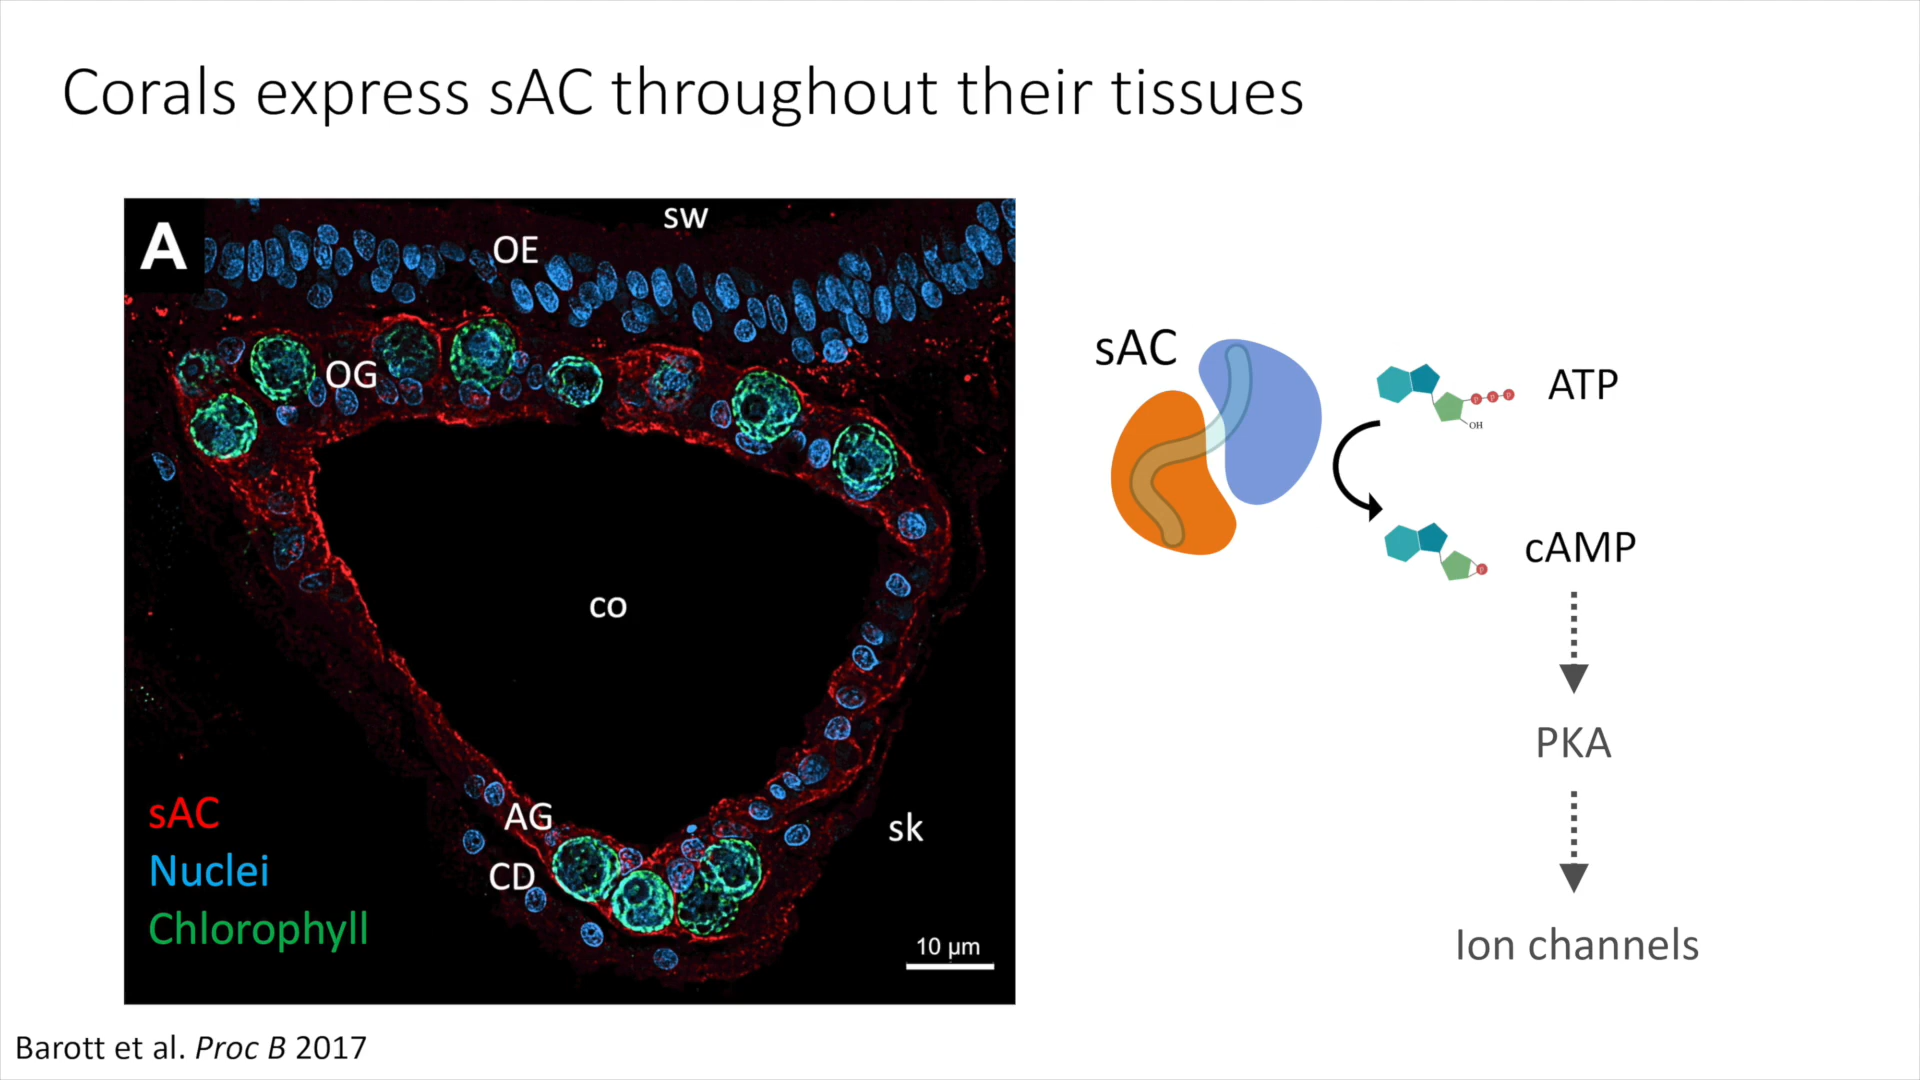 Corals express sAC throughout their tissues
A
sw
OE
OG
co
AG
CD
sk
sAC
Nuclei
Chlorophyll
10 µm
sAC
ATP
P P P
OH
cAMP
P
PKA
Ion channels
Barott et al. Proc B 2017